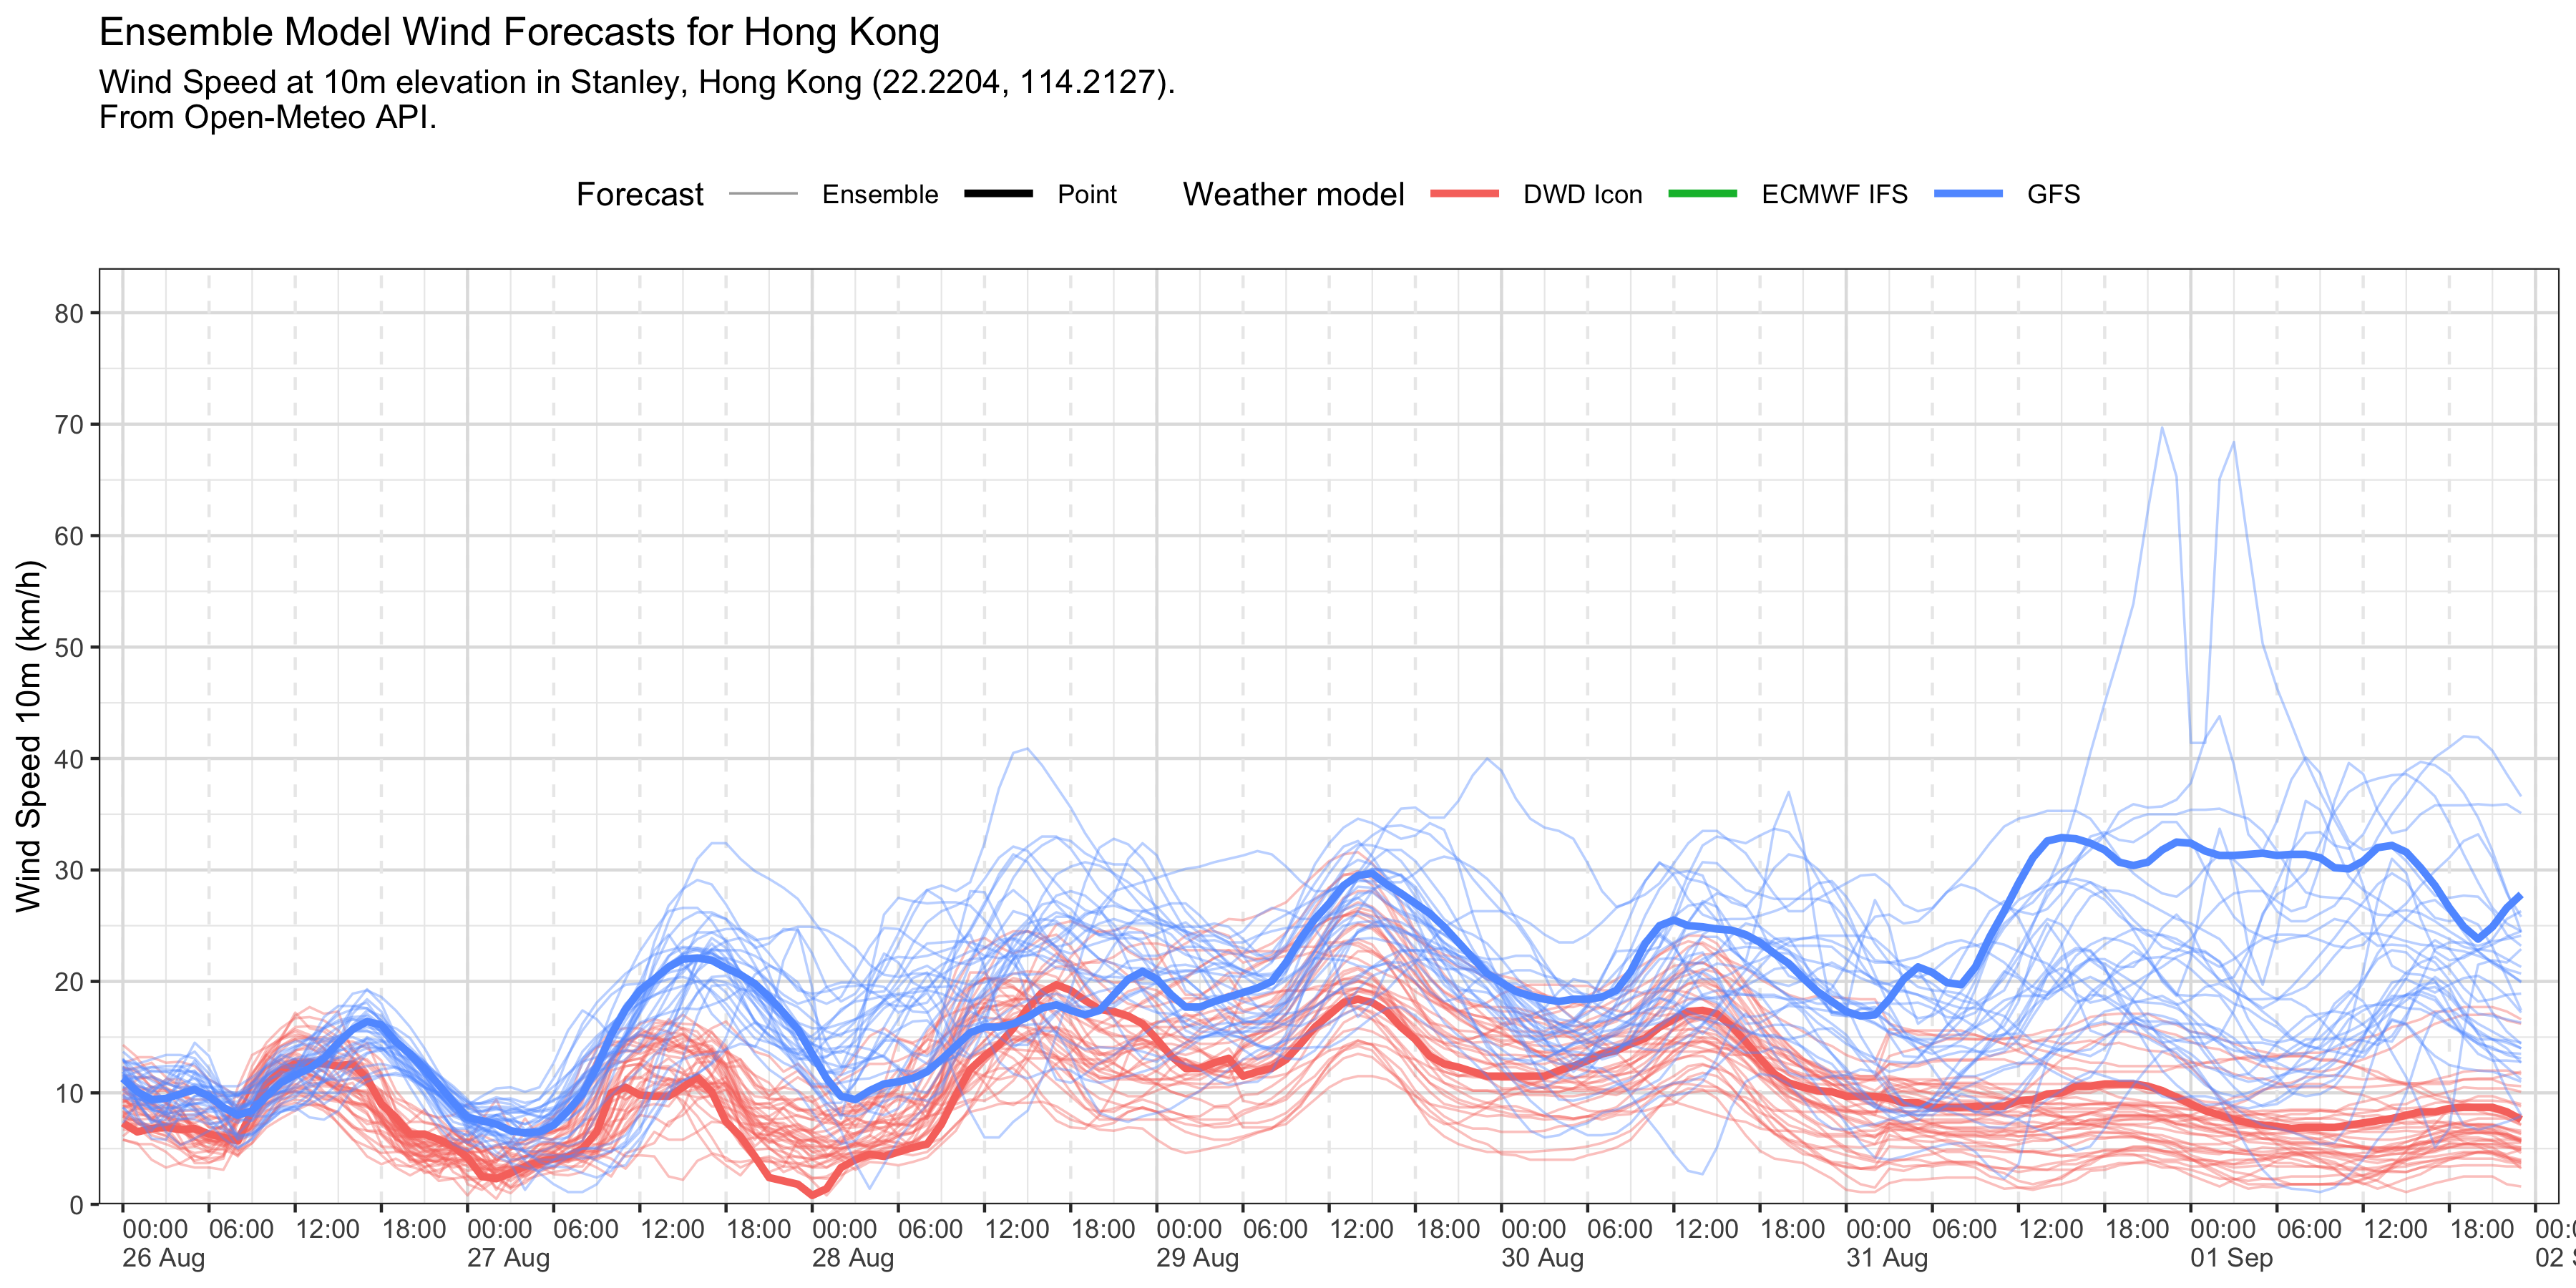 Ensemble Model Wind Forecasts for Hong Kong
Wind Speed at 10m elevation in Stanley, Hong Kong (22.2204, 114.2127).
From Open-Meteo API.
Forecast Ensemble Point Weather model DWD Icon ECMWF IFS GFS
Wind Speed 10m (km/h)
80
70
60
50
40
30
20
10
0
00:00 06:00 12:00 18:00 00:00 06:00 12:00 18:00 00:00 06:00 12:00 18:00 00:00 06:00 12:00 18:00 00:00 06:00 12:00 18:00 00:00 06:00 12:00 18:00 00:00 06:00 12:00 18:00
26 Aug 27 Aug 28 Aug 29 Aug 30 Aug 31 Aug 01 Sep 02